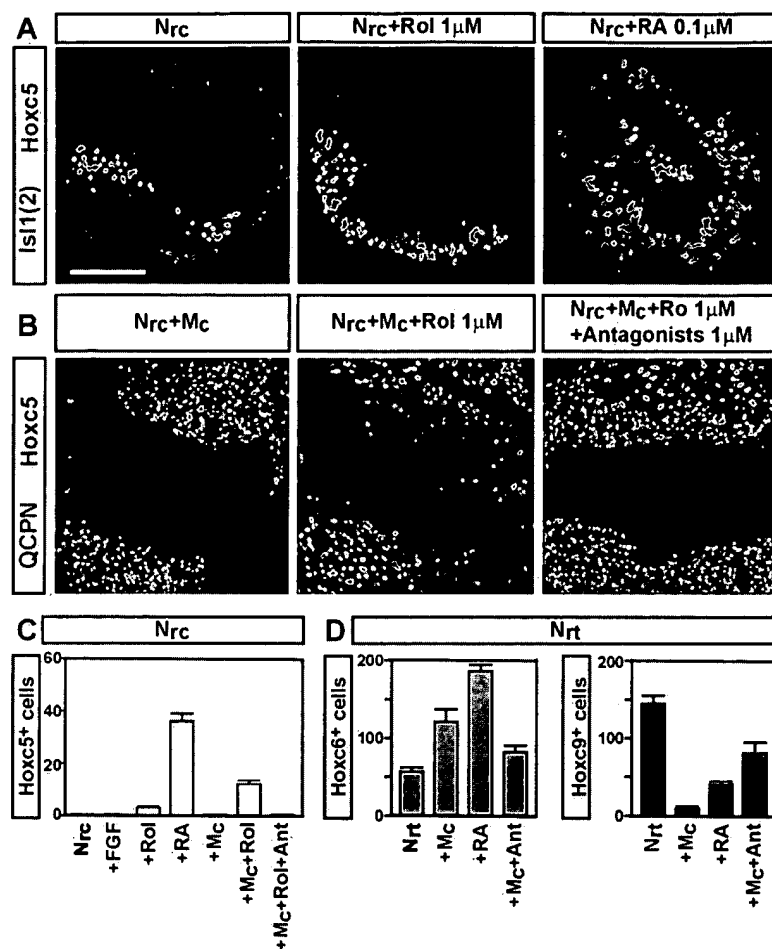 A
Nrc
Nrc+Rol 1μM
Nrc+RA 0.1μM
Isl1(2) Hoxc5
B
Nrc+Mc
Nrc+Mc+Rol 1μM
Nrc+Mc+Ro 1μM
+Antagonists 1μM
QCPN Hoxc5
C
Nrc
D
Nrt
Hoxc5+ cells
60
40
20
0
Nrc
+FGF
+Rol
+RA
+Mc
+Mc+Rol
+Mc+Rol+Ant
Hoxc6+ cells
200
100
0
Nrt
+Mc
+RA
+Mc+Ant
Hoxc9+ cells
200
100
0
Nrt
+Mc
+RA
+Mc+Ant